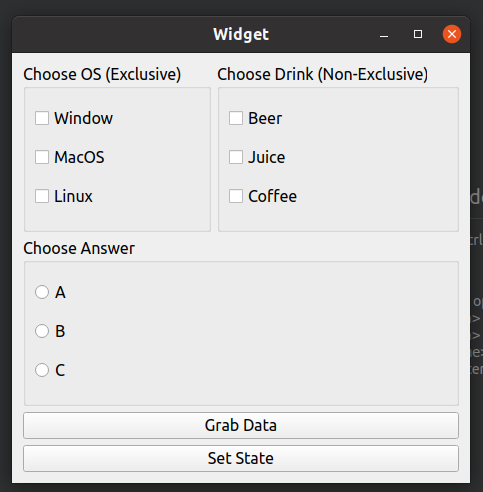 Widget
Choose OS (Exclusive)
Choose Drink (Non-Exclusive)
Window
Beer
MacOS
Juice
Linux
Coffee
Choose Answer
A
B
C
Grab Data
Set State